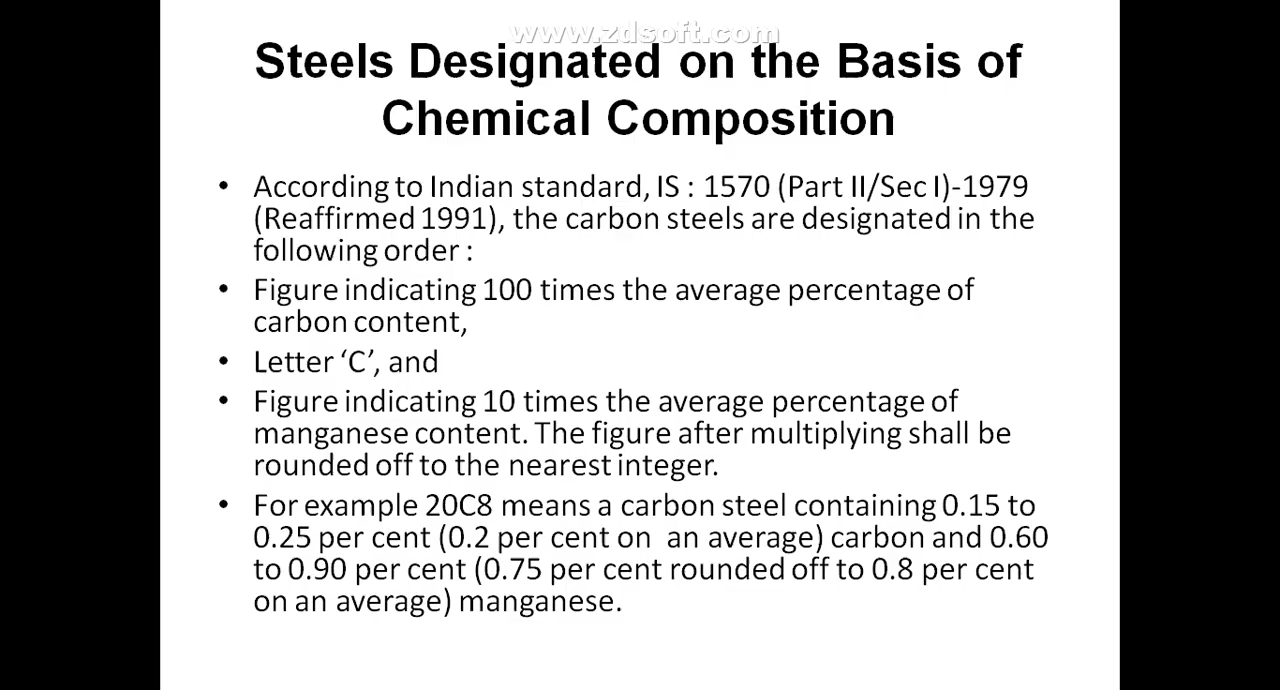 www.zdsoft.com
Steels Designated on the Basis of
Chemical Composition
• According to Indian standard, IS : 1570 (Part II/Sec I)-1979
(Reaffirmed 1991), the carbon steels are designated in the
following order :
• Figure indicating 100 times the average percentage of
carbon content,
• Letter ‘C’, and
• Figure indicating 10 times the average percentage of
manganese content. The figure after multiplying shall be
rounded off to the nearest integer.
• For example 20C8 means a carbon steel containing 0.15 to
0.25 per cent (0.2 per cent on an average) carbon and 0.60
to 0.90 per cent (0.75 per cent rounded off to 0.8 per cent
on an average) manganese.